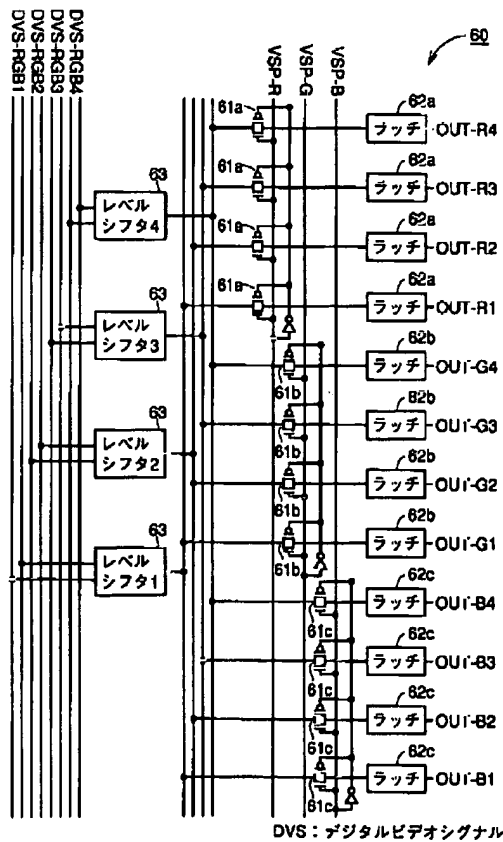 DVS-RGB1
DVS-RGB2
DVS-RGB3
DVS-RGB4
VSP-R
VSP-G
VSP-B
60
61a
62a
ラッチ
OUT-R4
63
レベル
シフタ4
61a
62a
ラッチ
OUT-R3
61a
62a
ラッチ
OUT-R2
61a
62a
ラッチ
OUT-R1
63
レベル
シフタ3
62b
ラッチ
OUT-G4
61b
62b
ラッチ
OUT-G3
61b
63
レベル
シフタ2
62b
ラッチ
OUT-G2
61b
62b
ラッチ
OUT-G1
61b
63
レベル
シフタ1
62c
ラッチ
OUT-B4
61c
62c
ラッチ
OUT-B3
61c
62c
ラッチ
OUT-B2
61c
62c
ラッチ
OUT-B1
61c
DVS：デジタルビデオシグナル